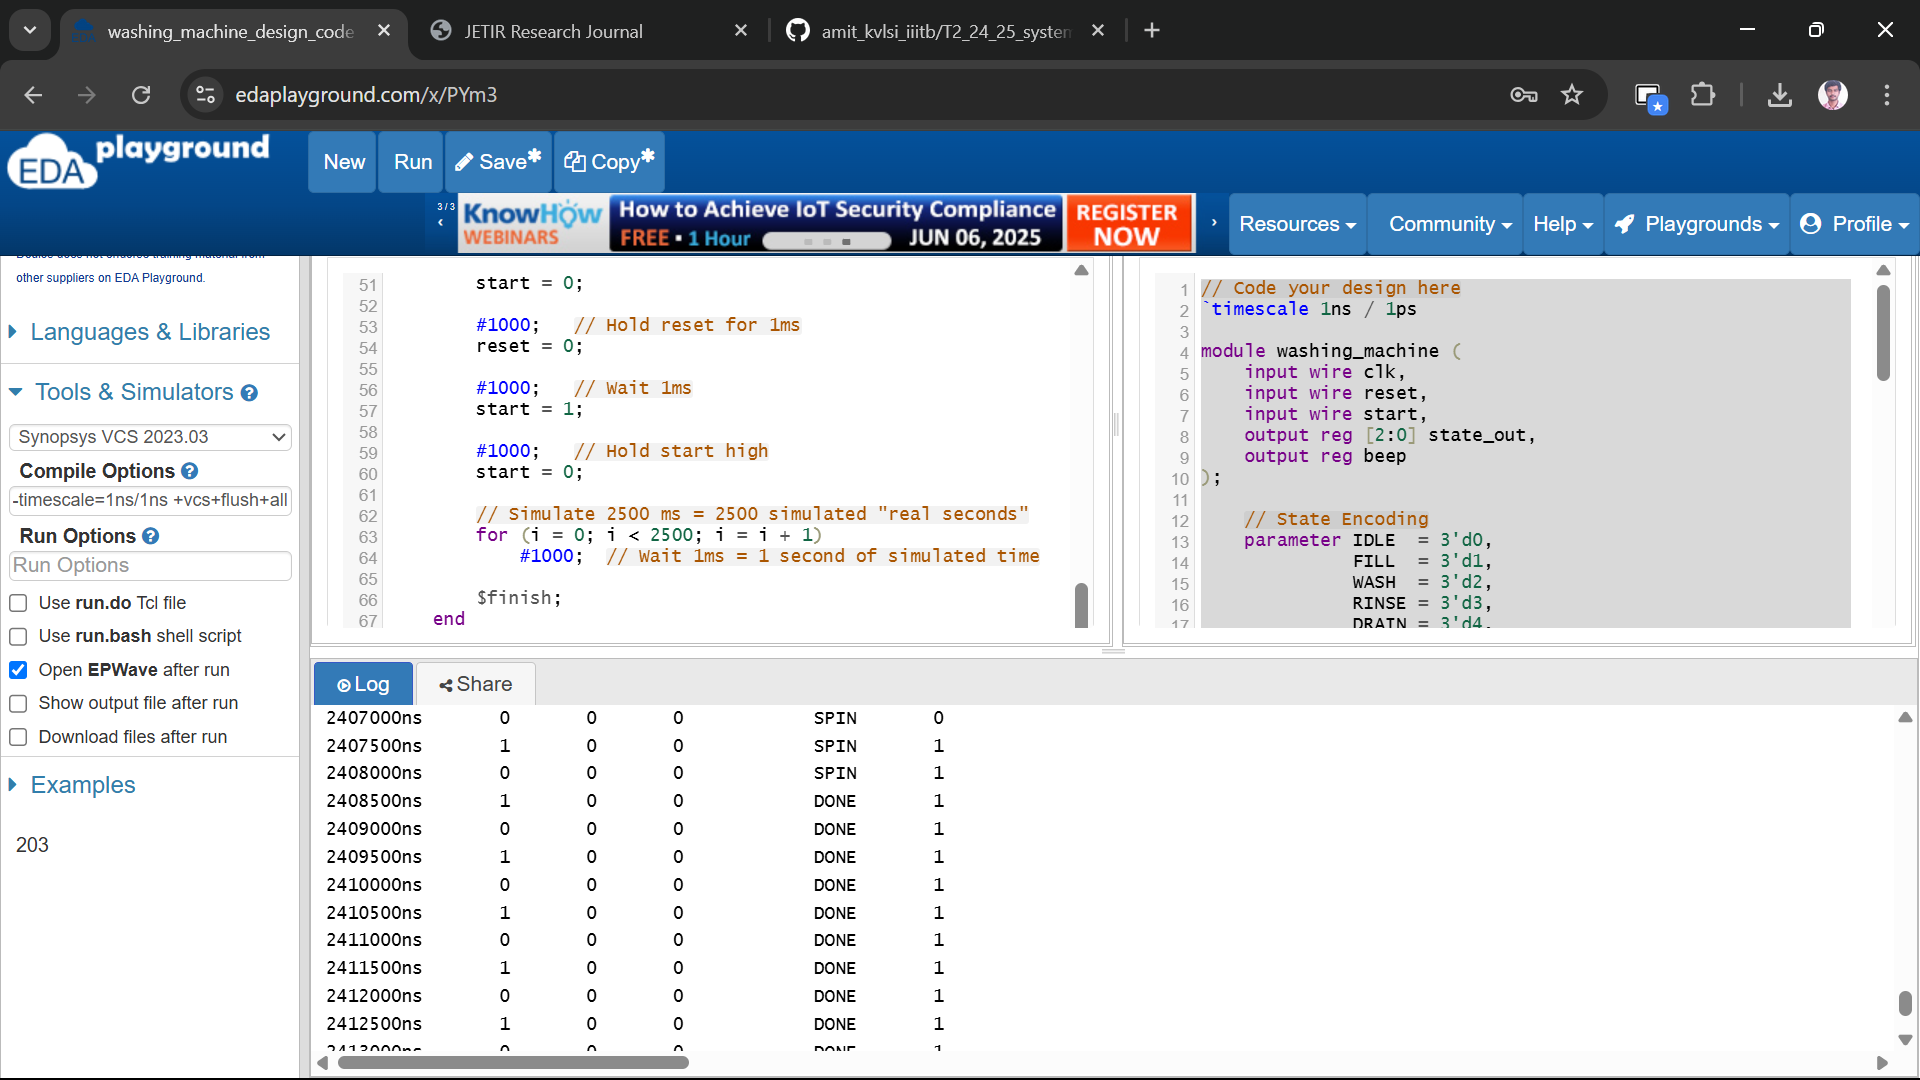 washing_machine_design_code
JETIR Research Journal
amit_kvlsi_iiitb/T2_24_25_system
edaplayground.com/x/PYm3
EDA playground
New
Run
Save*
Copy*
3 / 3
KnowHow
WEBINARS
How to Achieve IoT Security Compliance
FREE ▪ 1 Hour
JUN 06, 2025
REGISTER
NOW
Resources
Community
Help
Playgrounds
Profile
other suppliers on EDA Playground.
Languages & Libraries
Tools & Simulators
Synopsys VCS 2023.03
Compile Options
-timescale=1ns/1ns +vcs+flush+all
Run Options
Run Options
Use run.do Tcl file
Use run.bash shell script
Open EPWave after run
Show output file after run
Download files after run
Examples
203
51 start = 0;
52
53 #1000; // Hold reset for 1ms
54 reset = 0;
55
56 #1000; // Wait 1ms
57 start = 1;
58
59 #1000; // Hold start high
60 start = 0;
61
62 // Simulate 2500 ms = 2500 simulated "real seconds"
63 for (i = 0; i < 2500; i = i + 1)
64 #1000; // Wait 1ms = 1 second of simulated time
65
66 $finish;
67 end
1 // Code your design here
2 `timescale 1ns / 1ps
3
4 module washing_machine (
5 input wire clk,
6 input wire reset,
7 input wire start,
8 output reg [2:0] state_out,
9 output reg beep
10 );
11
12 // State Encoding
13 parameter IDLE = 3'd0,
14 FILL = 3'd1,
15 WASH = 3'd2,
16 RINSE = 3'd3,
17 DRAIN = 3'd4,
Log
Share
2407000ns 0 0 0 SPIN 0
2407500ns 1 0 0 SPIN 1
2408000ns 0 0 0 SPIN 1
2408500ns 1 0 0 DONE 1
2409000ns 0 0 0 DONE 1
2409500ns 1 0 0 DONE 1
2410000ns 0 0 0 DONE 1
2410500ns 1 0 0 DONE 1
2411000ns 0 0 0 DONE 1
2411500ns 1 0 0 DONE 1
2412000ns 0 0 0 DONE 1
2412500ns 1 0 0 DONE 1
2413000ns 0 0 0 DONE 1